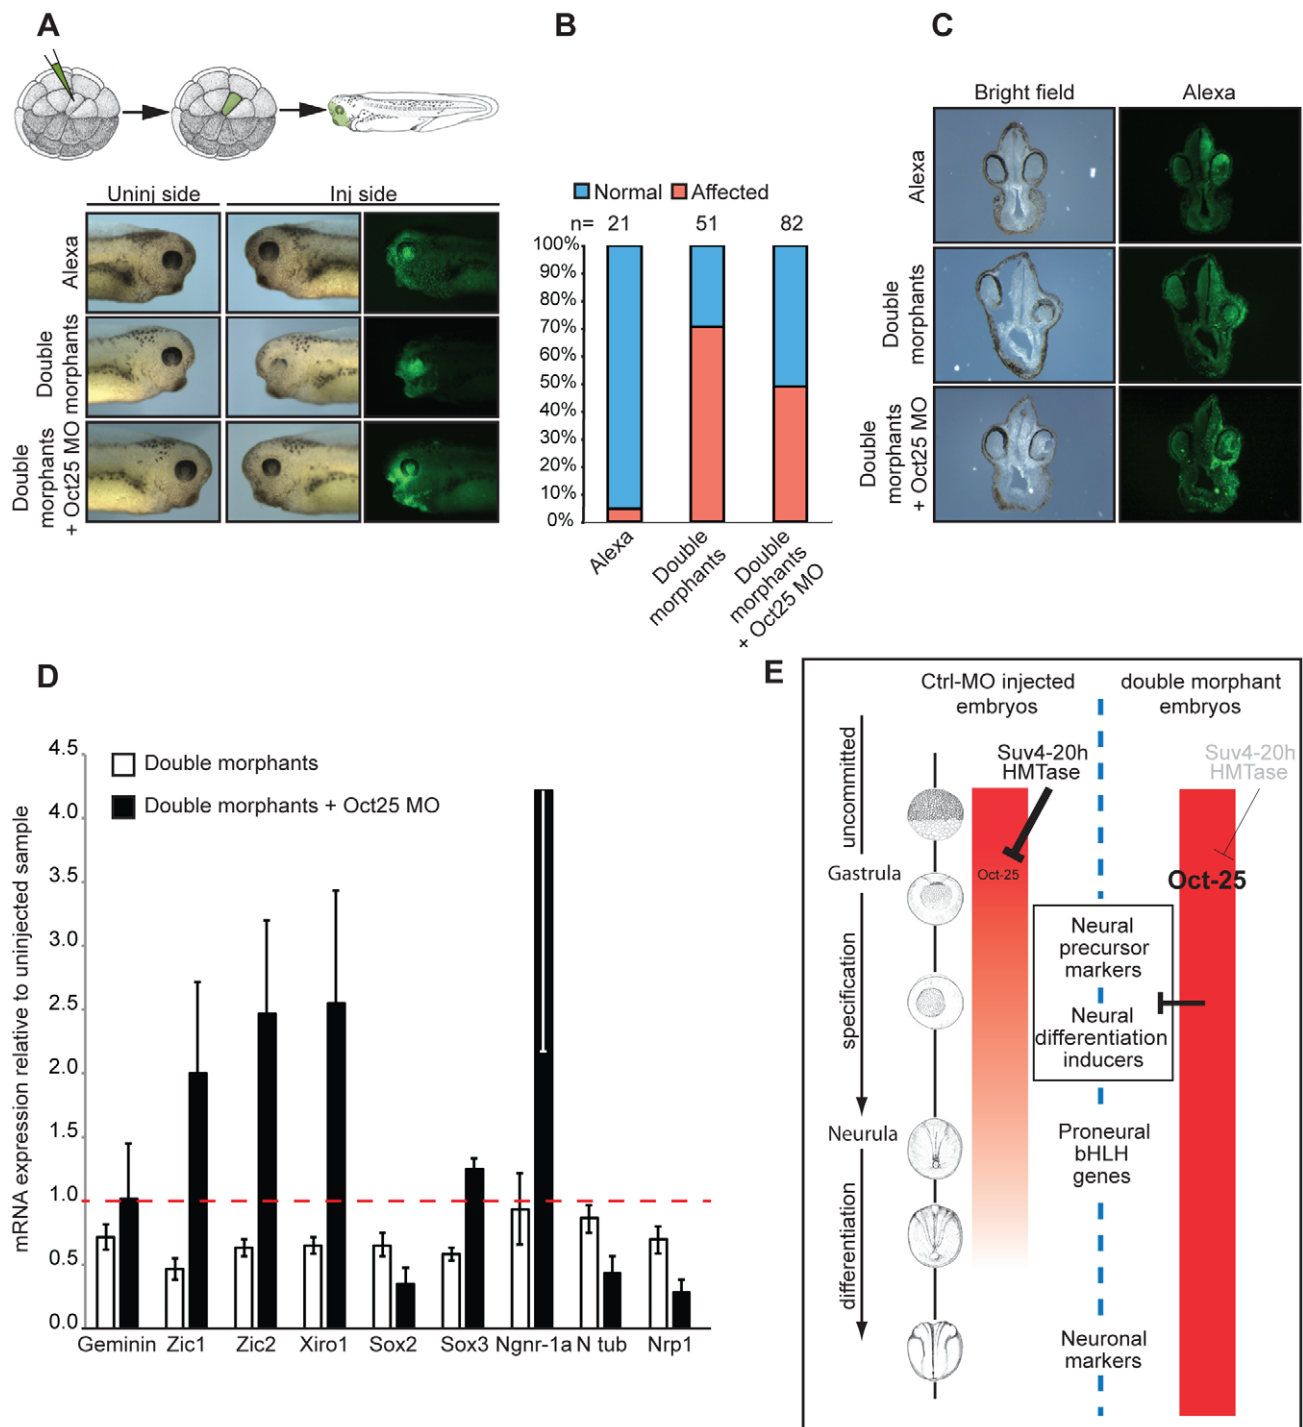 A
Uninj side
Inj side
Alexa
Double
morphants
Double
morphants
+ Oct25 MO
B
Normal
Affected
n=
21
51
82
100%
90%
80%
70%
60%
50%
40%
30%
20%
10%
0%
Alexa
Double
morphants
Double
morphants
+ Oct25 MO
C
Bright field
Alexa
Alexa
Double
morphants
Double
morphants
+ Oct25 MO
D
mRNA expression relative to uninjected sample
4.5
4.0
3.5
3.0
2.5
2.0
1.5
1.0
0.5
0.0
Double morphants
Double morphants + Oct25 MO
Geminin
Zic1
Zic2
Xiro1
Sox2
Sox3
Ngnr-1a
N tub
Nrp1
E
Ctrl-MO injected
embryos
double morphant
embryos
uncommitted
Gastrula
specification
Neurula
differentiation
Suv4-20h
HMTase
Oct-25
Suv4-20h
HMTase
Oct-25
Neural
precursor
markers
Neural
differentiation
inducers
Proneural
bHLH
genes
Neuronal
markers